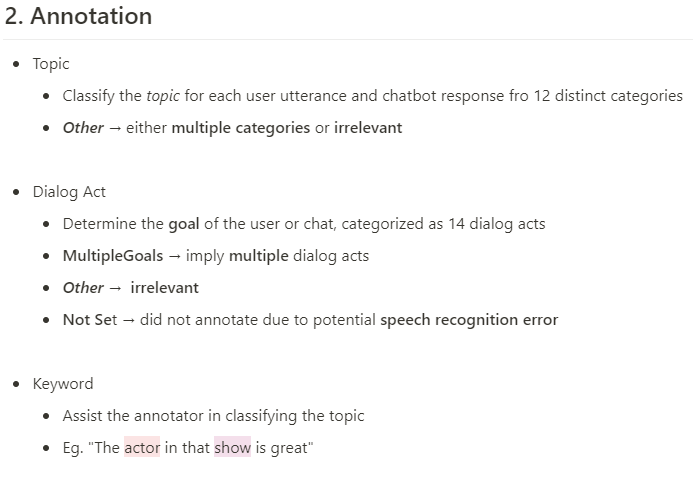 2. Annotation
• Topic
• Classify the topic for each user utterance and chatbot response fro 12 distinct categories
• Other → either multiple categories or irrelevant
• Dialog Act
• Determine the goal of the user or chat, categorized as 14 dialog acts
• MultipleGoals → imply multiple dialog acts
• Other → irrelevant
• Not Set → did not annotate due to potential speech recognition error
• Keyword
• Assist the annotator in classifying the topic
• Eg. "The actor in that show is great"